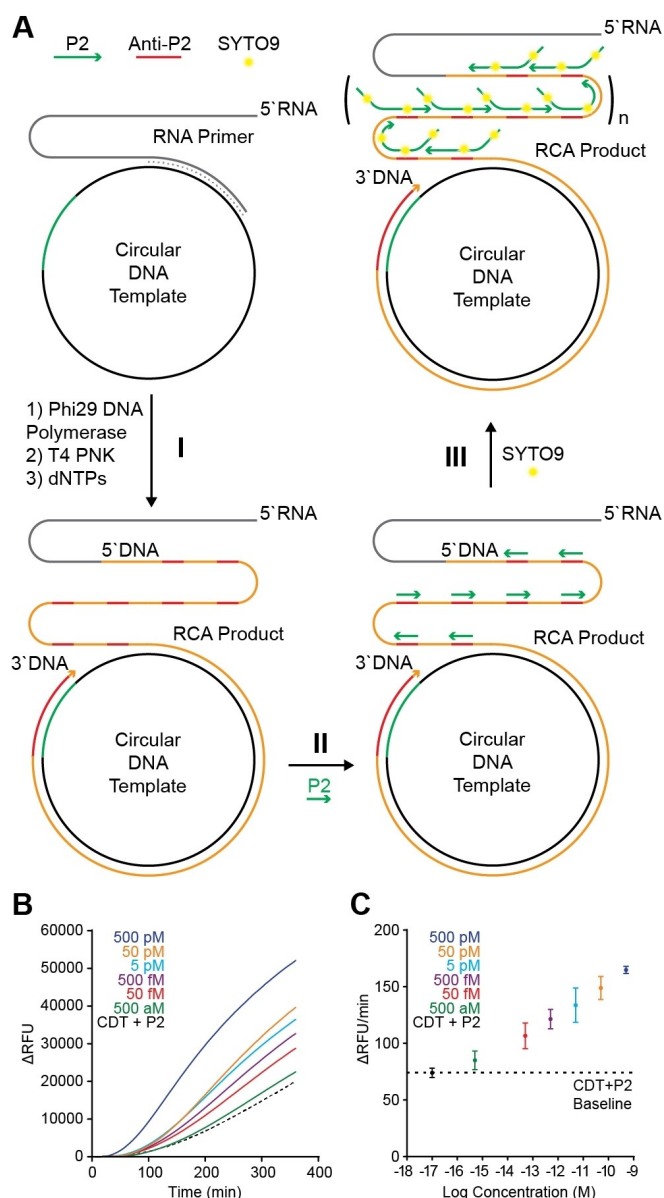 A
P2 Anti-P2 SYTO9
5`RNA
RNA Primer
Circular
DNA
Template
5`RNA
n
RCA Product
3`DNA
Circular
DNA
Template
1) Phi29 DNA
Polymerase
2) T4 PNK
3) dNTPs
I
III
SYTO9
5`RNA
5`DNA
RCA Product
3`DNA
Circular
DNA
Template
II
P2
5`RNA
5`DNA
RCA Product
3`DNA
Circular
DNA
Template
B
60000
50000
40000
30000
20000
10000
0
ΔRFU
500 pM
50 pM
5 pM
500 fM
50 fM
500 aM
CDT + P2
0 100 200 300 400
Time (min)
C
200
150
100
50
0
ΔRFU/min
500 pM
50 pM
5 pM
500 fM
50 fM
500 aM
CDT + P2
CDT+P2
Baseline
-18 -17 -16 -15 -14 -13 -12 -11 -10 -9
Log Concentration (M)